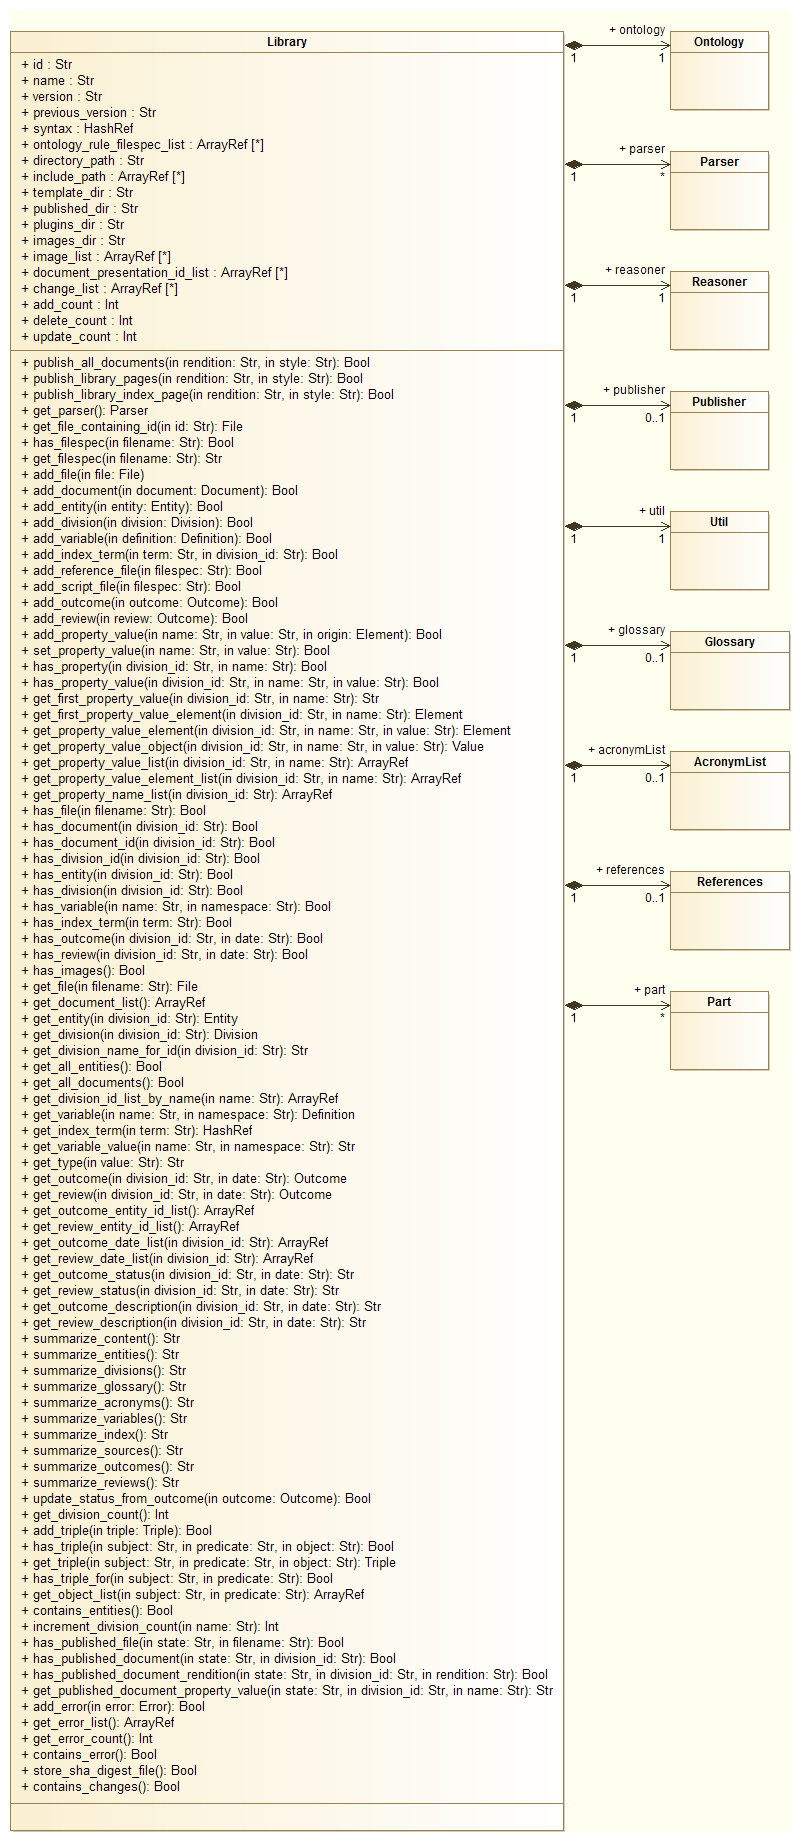 Library
+ id : Str
+ name : Str
+ version : Str
+ previous_version : Str
+ syntax : HashRef
+ ontology_rule_filespec_list : ArrayRef [*]
+ directory_path : Str
+ include_path : ArrayRef [*]
+ template_dir : Str
+ published_dir : Str
+ plugins_dir : Str
+ images_dir : Str
+ image_list : ArrayRef [*]
+ document_presentation_id_list : ArrayRef [*]
+ change_list : ArrayRef [*]
+ add_count : Int
+ delete_count : Int
+ update_count : Int
+ publish_all_documents(in rendition: Str, in style: Str): Bool
+ publish_library_pages(in rendition: Str, in style: Str): Bool
+ publish_library_index_page(in rendition: Str, in style: Str): Bool
+ get_parser(): Parser
+ get_file_containing_id(in id: Str): File
+ has_filespec(in filename: Str): Bool
+ get_filespec(in filename: Str): Str
+ add_file(in file: File)
+ add_document(in document: Document): Bool
+ add_entity(in entity: Entity): Bool
+ add_division(in division: Division): Bool
+ add_variable(in definition: Definition): Bool
+ add_index_term(in term: Str, in division_id: Str): Bool
+ add_reference_file(in filespec: Str): Bool
+ add_script_file(in filespec: Str): Bool
+ add_outcome(in outcome: Outcome): Bool
+ add_review(in review: Outcome): Bool
+ add_property_value(in name: Str, in value: Str, in origin: Element): Bool
+ set_property_value(in name: Str, in value: Str): Bool
+ has_property(in division_id: Str, in name: Str): Bool
+ has_property_value(in division_id: Str, in name: Str, in value: Str): Bool
+ get_first_property_value(in division_id: Str, in name: Str): Str
+ get_first_property_value_element(in division_id: Str, in name: Str): Element
+ get_property_value_element(in division_id: Str, in name: Str, in value: Str): Element
+ get_property_value_object(in division_id: Str, in name: Str, in value: Str): Value
+ get_property_value_list(in division_id: Str, in name: Str): ArrayRef
+ get_property_value_element_list(in division_id: Str, in name: Str): ArrayRef
+ get_property_name_list(in division_id: Str): ArrayRef
+ has_file(in filename: Str): Bool
+ has_document(in division_id: Str): Bool
+ has_document_id(in division_id: Str): Bool
+ has_division_id(in division_id: Str): Bool
+ has_entity(in division_id: Str): Bool
+ has_division(in division_id: Str): Bool
+ has_variable(in name: Str, in namespace: Str): Bool
+ has_index_term(in term: Str): Bool
+ has_outcome(in division_id: Str, in date: Str): Bool
+ has_review(in division_id: Str, in date: Str): Bool
+ has_images(): Bool
+ get_file(in filename: Str): File
+ get_document_list(): ArrayRef
+ get_entity(in division_id: Str): Entity
+ get_division(in division_id: Str): Division
+ get_division_name_for_id(in division_id: Str): Str
+ get_all_entities(): Bool
+ get_all_documents(): Bool
+ get_division_id_list_by_name(in name: Str): ArrayRef
+ get_variable(in name: Str, in namespace: Str): Definition
+ get_index_term(in term: Str): HashRef
+ get_variable_value(in name: Str, in namespace: Str): Str
+ get_type(in value: Str): Str
+ get_outcome(in division_id: Str, in date: Str): Outcome
+ get_review(in division_id: Str, in date: Str): Outcome
+ get_outcome_entity_id_list(): ArrayRef
+ get_review_entity_id_list(): ArrayRef
+ get_outcome_date_list(in division_id: Str): ArrayRef
+ get_review_date_list(in division_id: Str): ArrayRef
+ get_outcome_status(in division_id: Str, in date: Str): Str
+ get_review_status(in division_id: Str, in date: Str): Str
+ get_outcome_description(in division_id: Str, in date: Str): Str
+ get_review_description(in division_id: Str, in date: Str): Str
+ summarize_content(): Str
+ summarize_entities(): Str
+ summarize_divisions(): Str
+ summarize_glossary(): Str
+ summarize_acronyms(): Str
+ summarize_variables(): Str
+ summarize_index(): Str
+ summarize_sources(): Str
+ summarize_outcomes(): Str
+ summarize_reviews(): Str
+ update_status_from_outcome(in outcome: Outcome): Bool
+ get_division_count(): Int
+ add_triple(in triple: Triple): Bool
+ has_triple(in subject: Str, in predicate: Str, in object: Str): Bool
+ get_triple(in subject: Str, in predicate: Str, in object: Str): Triple
+ has_triple_for(in subject: Str, in predicate: Str): Bool
+ get_object_list(in subject: Str, in predicate: Str): ArrayRef
+ contains_entities(): Bool
+ increment_division_count(in name: Str): Int
+ has_published_file(in state: Str, in filename: Str): Bool
+ has_published_document(in state: Str, in division_id: Str): Bool
+ has_published_document_rendition(in state: Str, in division_id: Str, in rendition: Str): Bool
+ get_published_document_property_value(in state: Str, in division_id: Str, in name: Str): Str
+ add_error(in error: Error): Bool
+ get_error_list(): ArrayRef
+ get_error_count(): Int
+ contains_error(): Bool
+ store_sha_digest_file(): Bool
+ contains_changes(): Bool
+ ontology
1 1
Ontology
+ parser
1 *
Parser
+ reasoner
1 1
Reasoner
+ publisher
1 0..1
Publisher
+ util
1 1
Util
+ glossary
1 0..1
Glossary
+ acronymList
1 0..1
AcronymList
+ references
1 0..1
References
+ part
1 *
Part